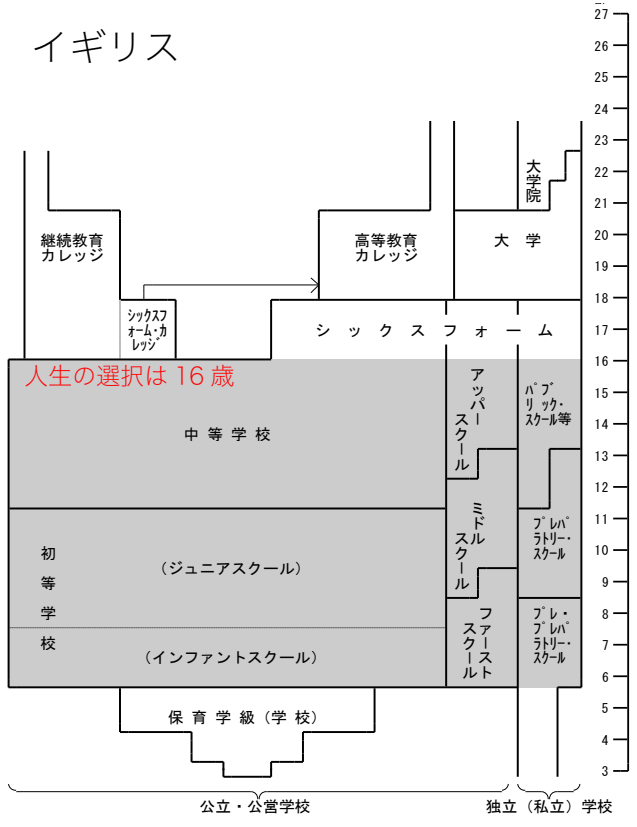 イギリス
27
26
25
24
23
22
21
20
19
18
17
16
15
14
13
12
11
10
9
8
7
6
5
4
3
大学院
継続教育
カレッジ
高等教育
カレッジ
大 学
シックスフ
ォーム・カ
レッジ
シ ッ ク ス フ ォ ー ム
人生の選択は 16 歳
中 等 学 校
アッパー
スクール
パブ
リック・
スクール等
ミドル
スクール
プレパ
ラトリー・
スクール
初等学校
(ジュニアスクール)
(インファントスクール)
ファースト
スクール
プレ・
プレパ
ラトリー・
スクール
保 育 学 級 (学 校)
公立・公営学校
独立 (私立) 学校